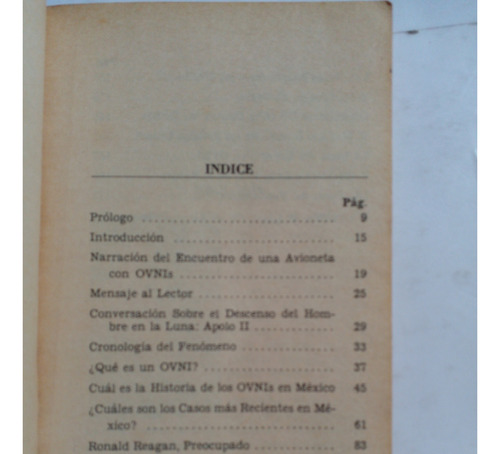 INDICE
Pág.
Prólogo . . . . . . . . . . . . . . . . . . . . . . . . 9
Introducción . . . . . . . . . . . . . . . . . . . . 15
Narración del Encuentro de una Avioneta
con OVNIs . . . . . . . . . . . . . . . . . . . . 19
Mensaje al Lector . . . . . . . . . . . . . . . . 25
Conversación Sobre el Descenso del Hom-
bre en la Luna: Apolo II . . . . . . . . . 29
Cronología del Fenómeno . . . . . . . . . . . 33
¿Qué es un OVNI? . . . . . . . . . . . . . . . . 37
Cuál es la Historia de los OVNIs en México 45
¿Cuáles son los Casos más Recientes en Mé-
xico? . . . . . . . . . . . . . . . . . . . . . . . . 61
Ronald Reagan, Preocupado . . . . . . . . . 83